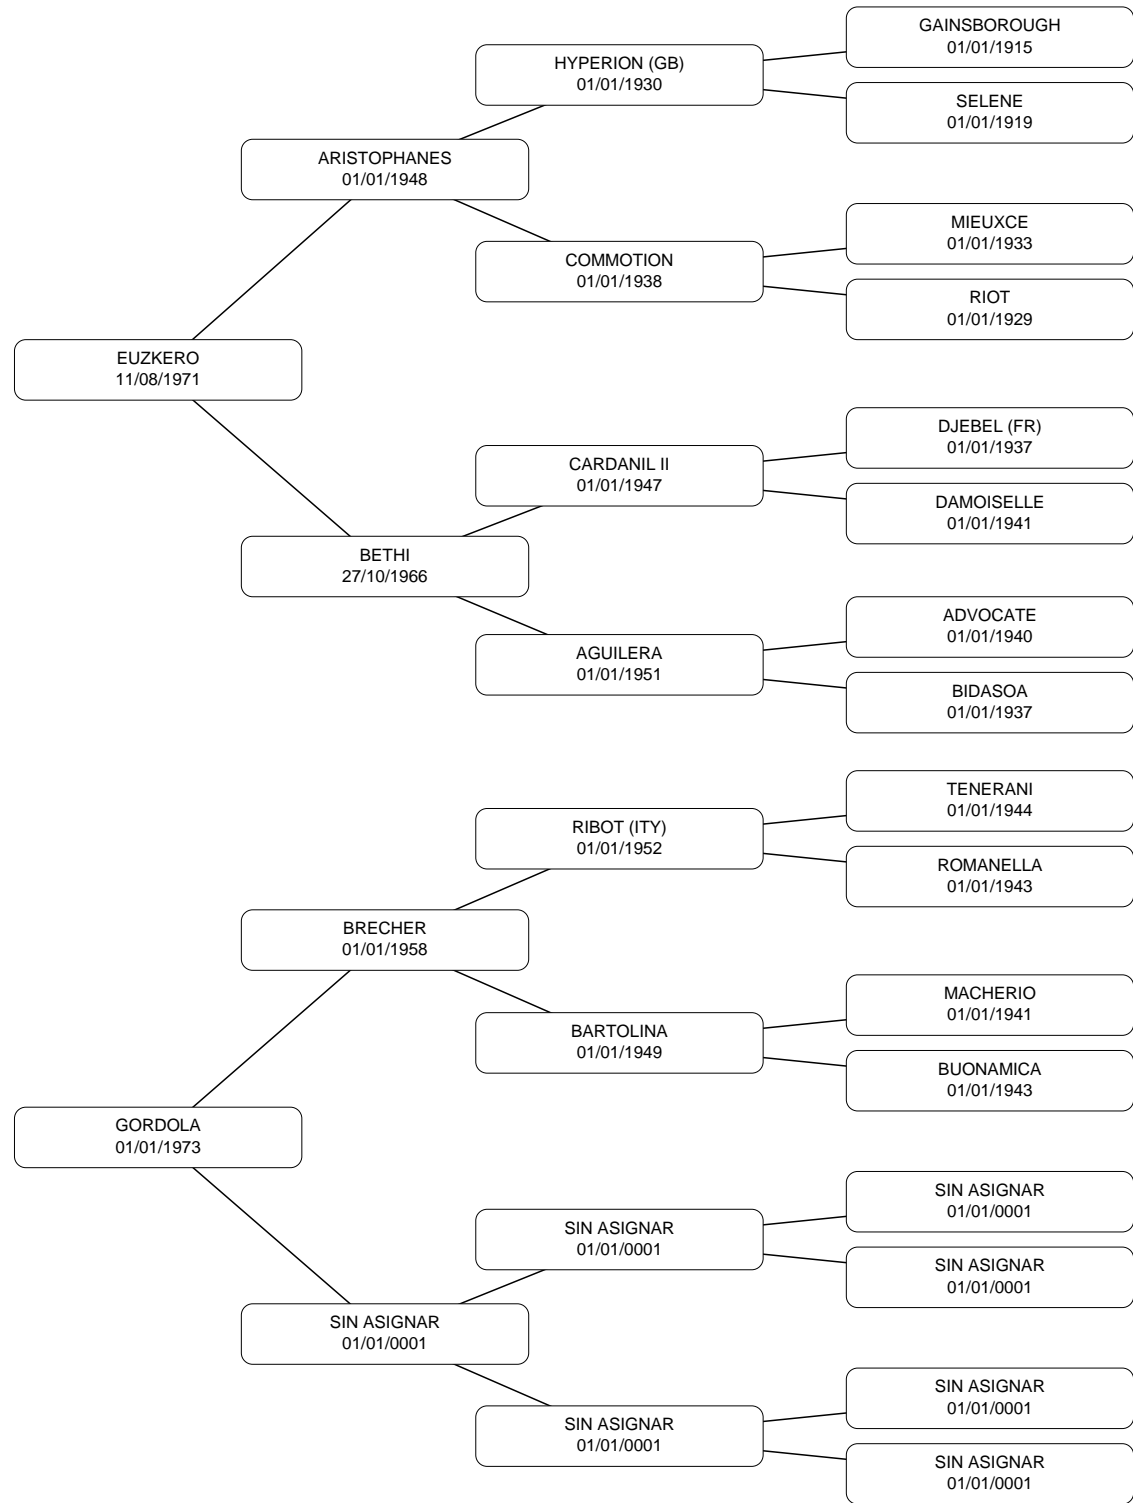 GAINSBOROUGH
01/01/1915
HYPERION (GB)
01/01/1930
SELENE
01/01/1919
ARISTOPHANES
01/01/1948
MIEUXCE
01/01/1933
COMMOTION
01/01/1938
RIOT
01/01/1929
EUZKERO
11/08/1971
DJEBEL (FR)
01/01/1937
CARDANIL II
01/01/1947
DAMOISELLE
01/01/1941
BETHI
27/10/1966
ADVOCATE
01/01/1940
AGUILERA
01/01/1951
BIDASOA
01/01/1937
TENERANI
01/01/1944
RIBOT (ITY)
01/01/1952
ROMANELLA
01/01/1943
BRECHER
01/01/1958
MACHERIO
01/01/1941
BARTOLINA
01/01/1949
BUONAMICA
01/01/1943
GORDOLA
01/01/1973
SIN ASIGNAR
01/01/0001
SIN ASIGNAR
01/01/0001
SIN ASIGNAR
01/01/0001
SIN ASIGNAR
01/01/0001
SIN ASIGNAR
01/01/0001
SIN ASIGNAR
01/01/0001
SIN ASIGNAR
01/01/0001